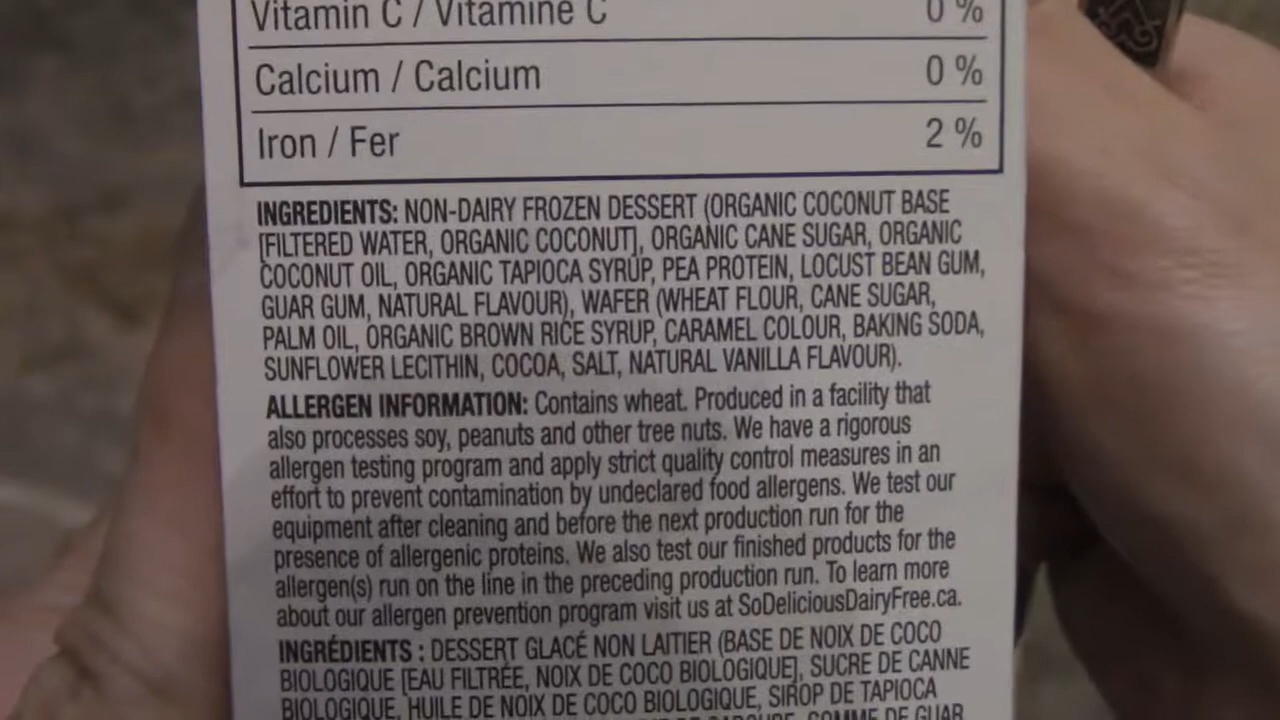 Vitamin C / Vitamine C 0 %
Calcium / Calcium 0 %
Iron / Fer 2 %
INGREDIENTS: NON-DAIRY FROZEN DESSERT (ORGANIC COCONUT BASE
[FILTERED WATER, ORGANIC COCONUT], ORGANIC CANE SUGAR, ORGANIC
COCONUT OIL, ORGANIC TAPIOCA SYRUP, PEA PROTEIN, LOCUST BEAN GUM,
GUAR GUM, NATURAL FLAVOUR), WAFER (WHEAT FLOUR, CANE SUGAR,
PALM OIL, ORGANIC BROWN RICE SYRUP, CARAMEL COLOUR, BAKING SODA,
SUNFLOWER LECITHIN, COCOA, SALT, NATURAL VANILLA FLAVOUR).
ALLERGEN INFORMATION: Contains wheat. Produced in a facility that
also processes soy, peanuts and other tree nuts. We have a rigorous
allergen testing program and apply strict quality control measures in an
effort to prevent contamination by undeclared food allergens. We test our
equipment after cleaning and before the next production run for the
presence of allergenic proteins. We also test our finished products for the
allergen(s) run on the line in the preceding production run. To learn more
about our allergen prevention program visit us at SoDeliciousDairyFree.ca.
INGRÉDIENTS : DESSERT GLACÉ NON LAITIER (BASE DE NOIX DE COCO
BIOLOGIQUE [EAU FILTRÉE, NOIX DE COCO BIOLOGIQUE], SUCRE DE CANNE
BIOLOGIQUE, HUILE DE NOIX DE COCO BIOLOGIQUE, SIROP DE TAPIOCA
GOMME DE GUAR